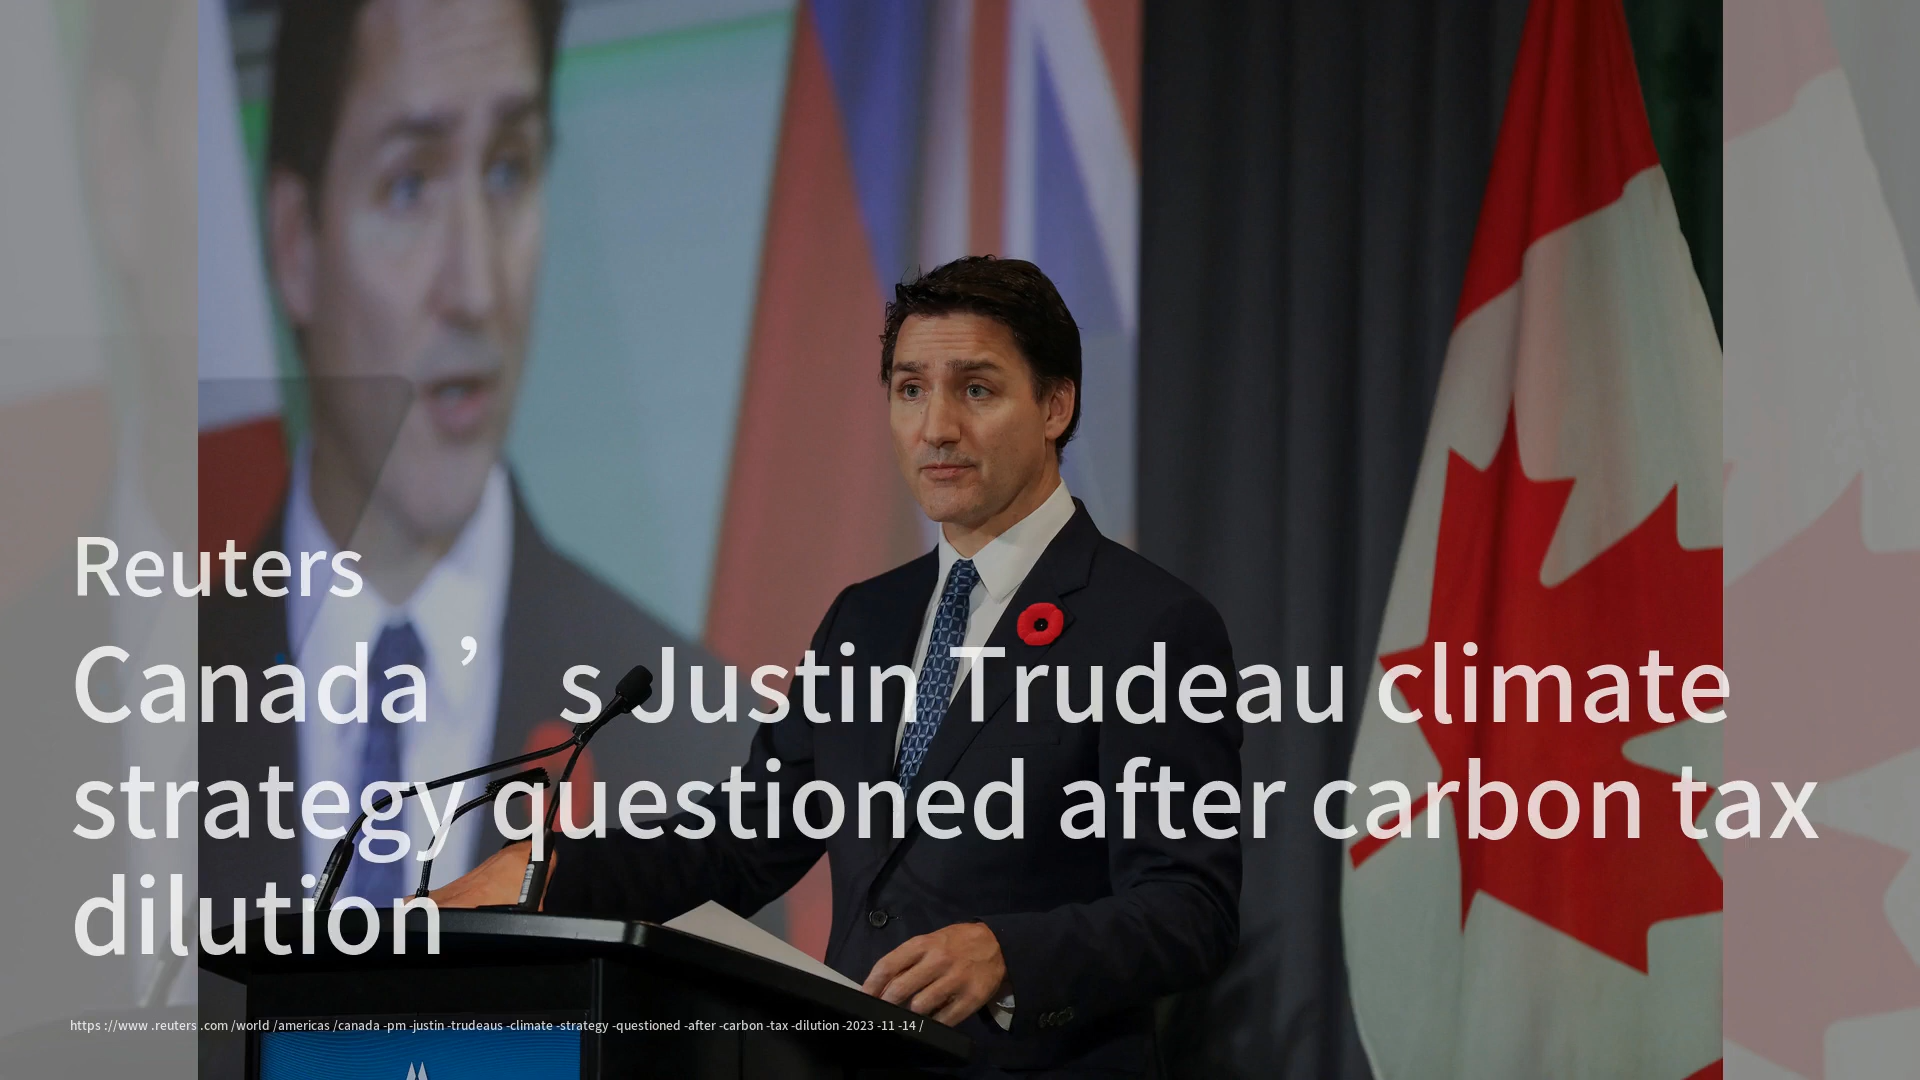 Reuters
Canada’s Justin Trudeau climate
strategy questioned after carbon tax
dilution
https://www.reuters.com/world/americas/canada-pm-justin-trudeaus-climate-strategy-questioned-after-carbon-tax-dilution-2023-11-14/